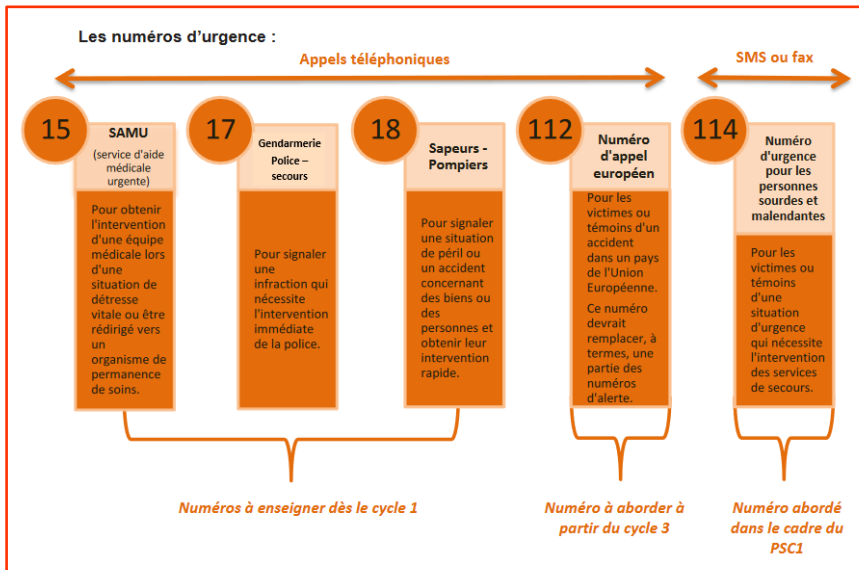 Les numéros d'urgence :
Appels téléphoniques
SMS ou fax
15
SAMU
(service d'aide
médicale
urgente)
Pour obtenir
l'intervention
d'une équipe
médicale lors
d'une
situation de
détresse
vitale ou être
rédirigé vers
un
organisme de
permanence
de soins.
17
Gendarmerie
Police –
secours
Pour signaler
une
infraction qui
nécessite
l'intervention
immédiate
de la police.
18
Sapeurs -
Pompiers
Pour signaler
une situation
de péril ou
un accident
concernant
des biens ou
des
personnes et
obtenir leur
intervention
rapide.
112
Numéro
d'appel
européen
Pour les
victimes ou
témoins d'un
accident
dans un pays
de l'Union
Européenne.
Ce numéro
devrait
remplacer, à
termes, une
partie des
numéros
d'alerte.
114
Numéro
d'urgence
pour les
personnes
sourdes et
malendantes
Pour les
victimes ou
témoins
d'une
situation
d'urgence
qui nécessite
l'intervention
des services
de secours.
Numéros à enseigner dès le cycle 1
Numéro à aborder à
partir du cycle 3
Numéro abordé
dans le cadre du
PSC1